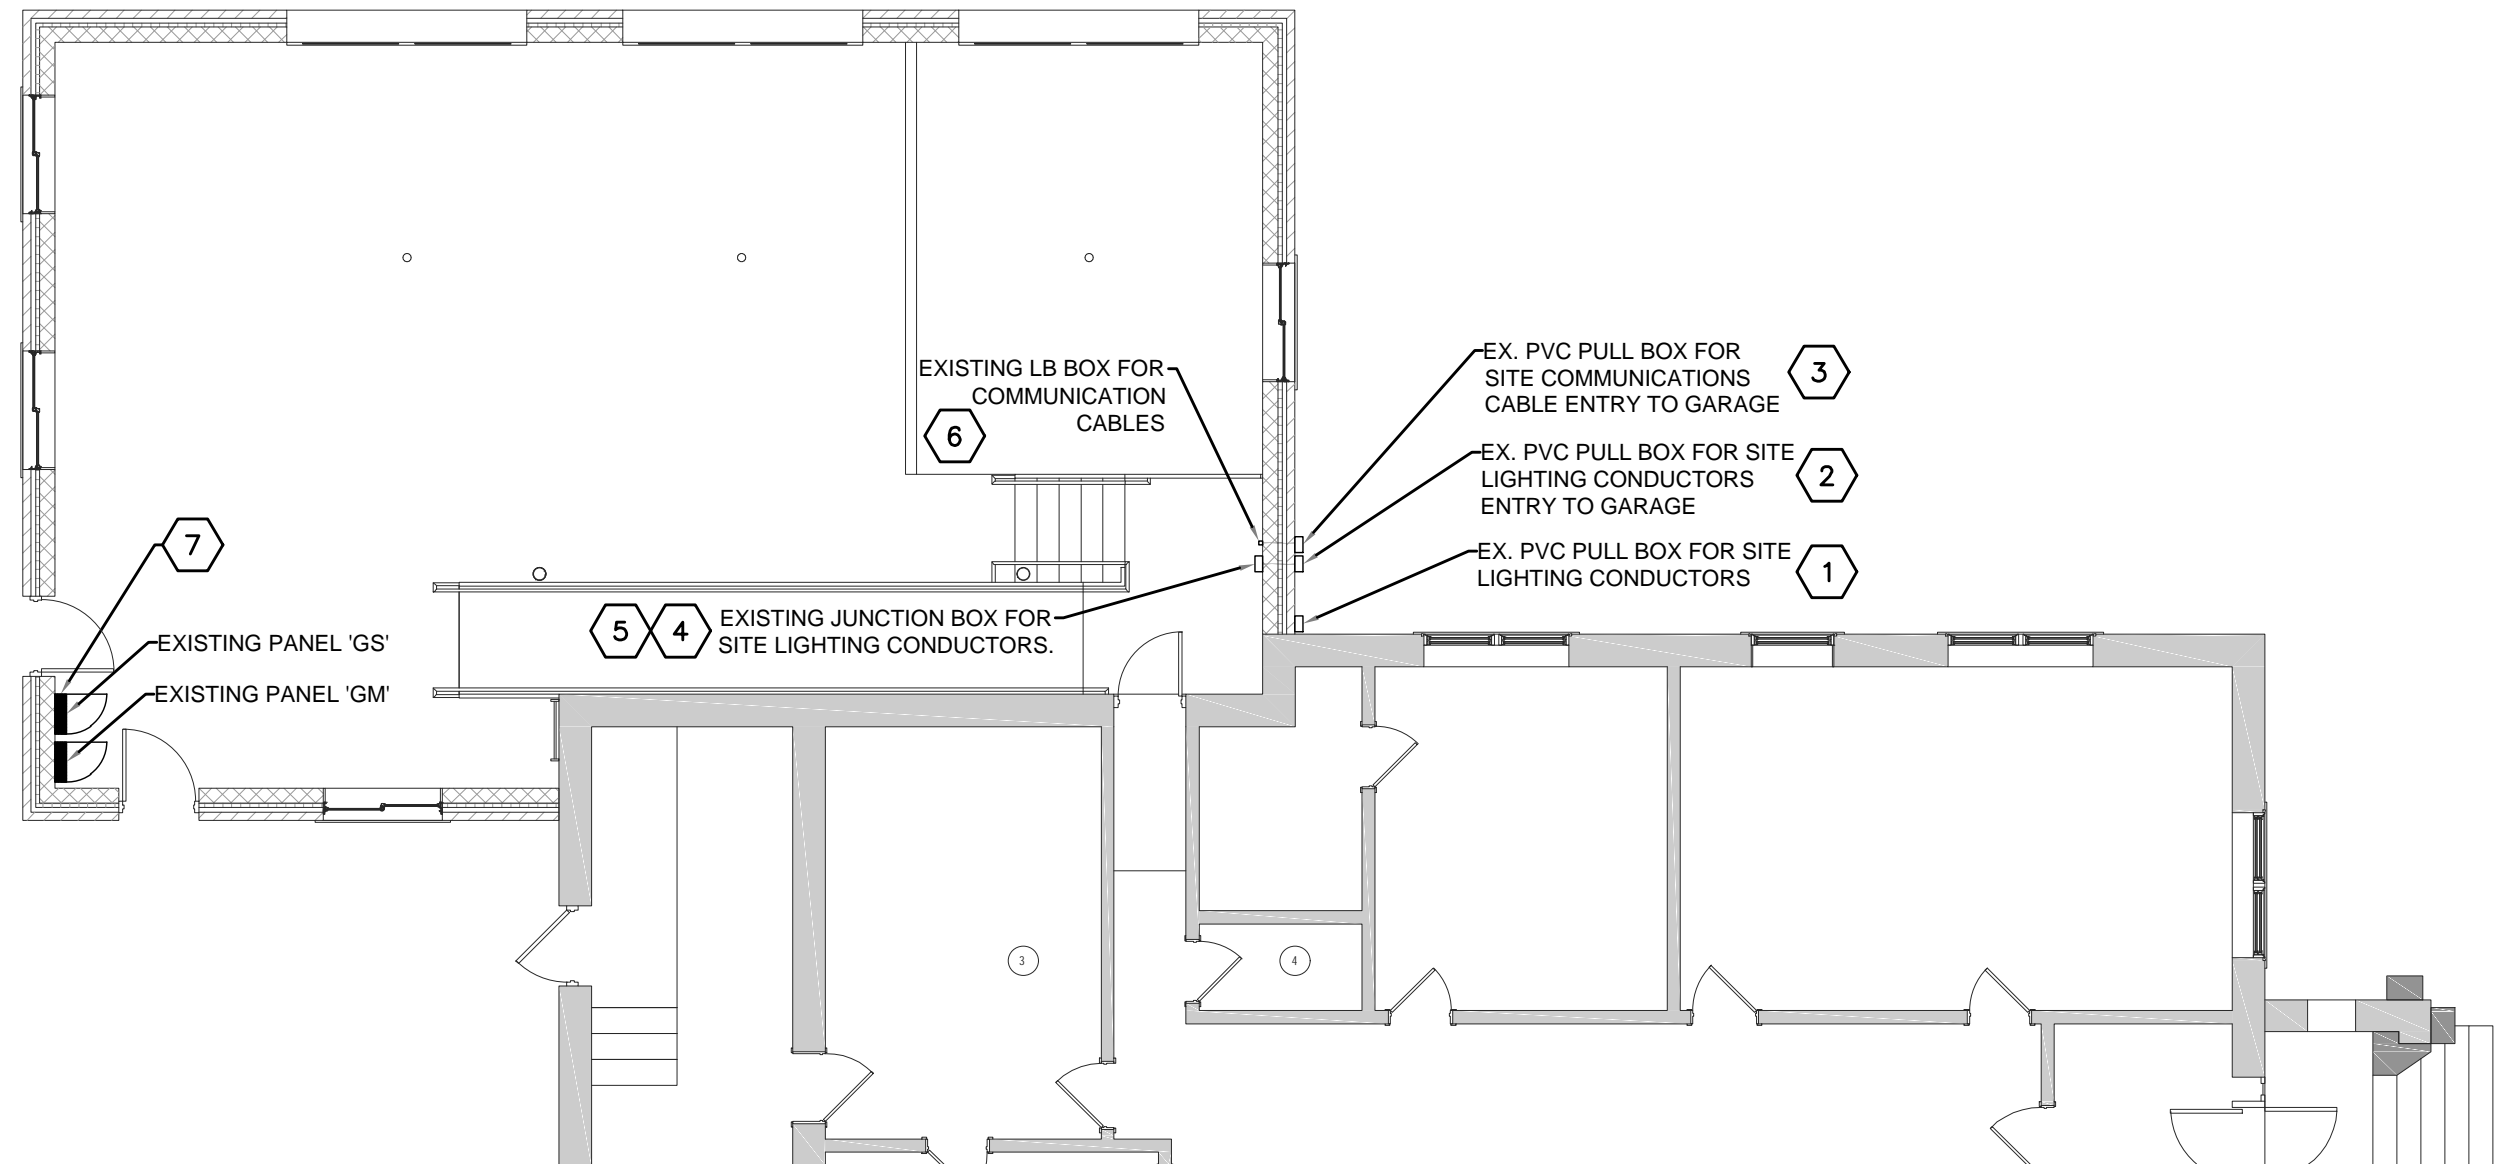 EXISTING LB BOX FOR
COMMUNICATION
CABLES
6
EX. PVC PULL BOX FOR
SITE COMMUNICATIONS
CABLE ENTRY TO GARAGE
3
EX. PVC PULL BOX FOR SITE
LIGHTING CONDUCTORS
ENTRY TO GARAGE
2
EX. PVC PULL BOX FOR SITE
LIGHTING CONDUCTORS
1
7
5 4
EXISTING JUNCTION BOX FOR
SITE LIGHTING CONDUCTORS.
EXISTING PANEL 'GS'
EXISTING PANEL 'GM'
3
4